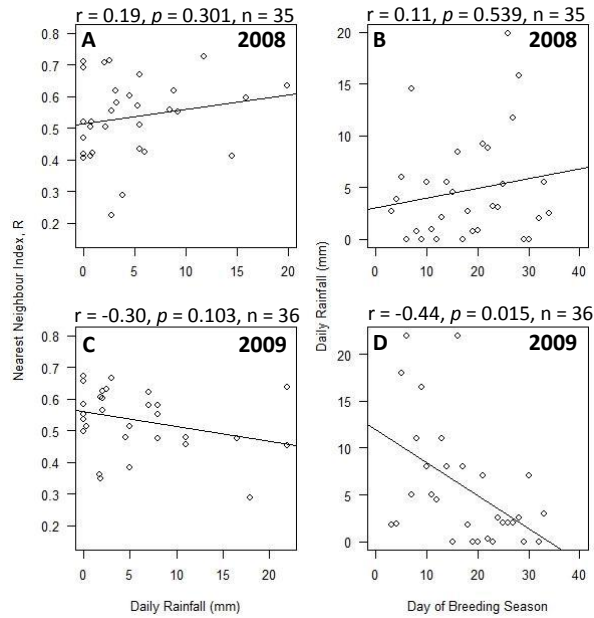 r = 0.19, p = 0.301, n = 35
r = 0.11, p = 0.539, n = 35
A
2008
B
2008
0.8
0.7
0.6
0.5
0.4
0.3
0.2
0 5 10 15 20
20
15
10
5
0
0 10 20 30 40
Nearest Neighbour Index, R
Daily Rainfall (mm)
r = -0.30, p = 0.103, n = 36
r = -0.44, p = 0.015, n = 36
C
2009
D
2009
0.8
0.7
0.6
0.5
0.4
0.3
0.2
0 5 10 15 20
20
15
10
5
0
0 10 20 30 40
Daily Rainfall (mm)
Day of Breeding Season